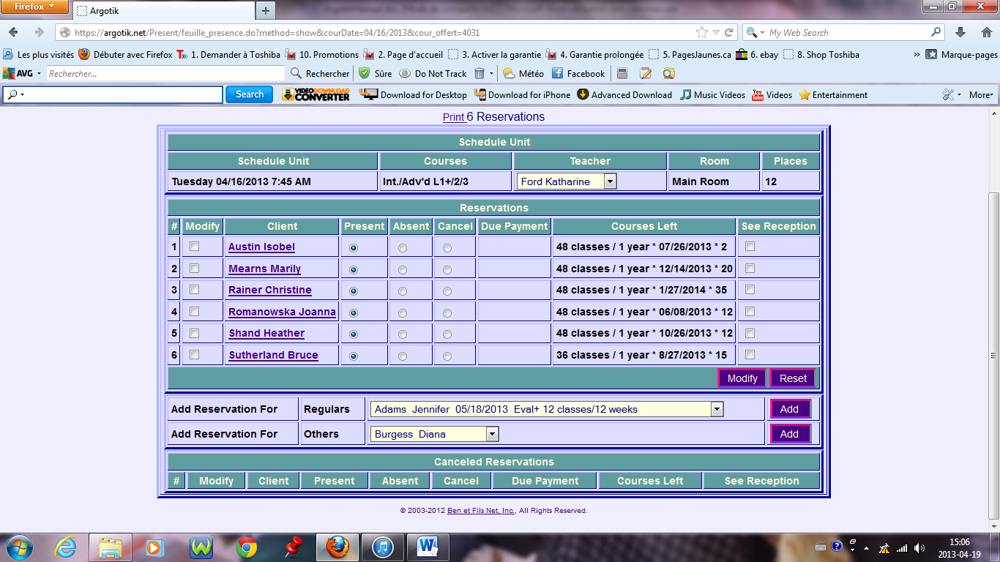 Firefox
Argotik
https://argotik.net/Present/feuille_presence.do?method=show&courDate=04/16/2013&cour_offert=4031
My Web Search
Les plus visités Débuter avec Firefox 1. Demander à Toshiba 10. Promotions 2. Page d'accueil 3. Activer la garantie 4. Garantie prolongée 5. PagesJaunes.ca 6. ebay 8. Shop Toshiba » Marque-pages
AVG Rechercher... Rechercher Sûre Do Not Track Météo Facebook
Search VIDEO DOWNLOAD CONVERTER Download for Desktop Download for iPhone Advanced Download Music Videos You Tube Videos Entertainment More
Print 6 Reservations
Schedule Unit
Schedule Unit Courses Teacher Room Places
Tuesday 04/16/2013 7:45 AM Int./Adv'd L1+/2/3 Ford Katharine Main Room 12
Reservations
# Modify Client Present Absent Cancel Due Payment Courses Left See Reception
1 Austin Isobel 48 classes / 1 year * 07/26/2013 * 2
2 Mearns Marily 48 classes / 1 year * 12/14/2013 * 20
3 Rainer Christine 48 classes / 1 year * 1/27/2014 * 35
4 Romanowska Joanna 48 classes / 1 year * 06/08/2013 * 12
5 Shand Heather 48 classes / 1 year * 10/26/2013 * 12
6 Sutherland Bruce 36 classes / 1 year * 8/27/2013 * 15
Modify Reset
Add Reservation For Regulars Adams Jennifer 05/18/2013 Eval+ 12 classes/12 weeks Add
Add Reservation For Others Burgess Diana Add
Canceled Reservations
# Modify Client Present Absent Cancel Due Payment Courses Left See Reception
© 2003-2012 Ben et Fils Net, Inc., All Rights Reserved.
15:06
2013-04-19